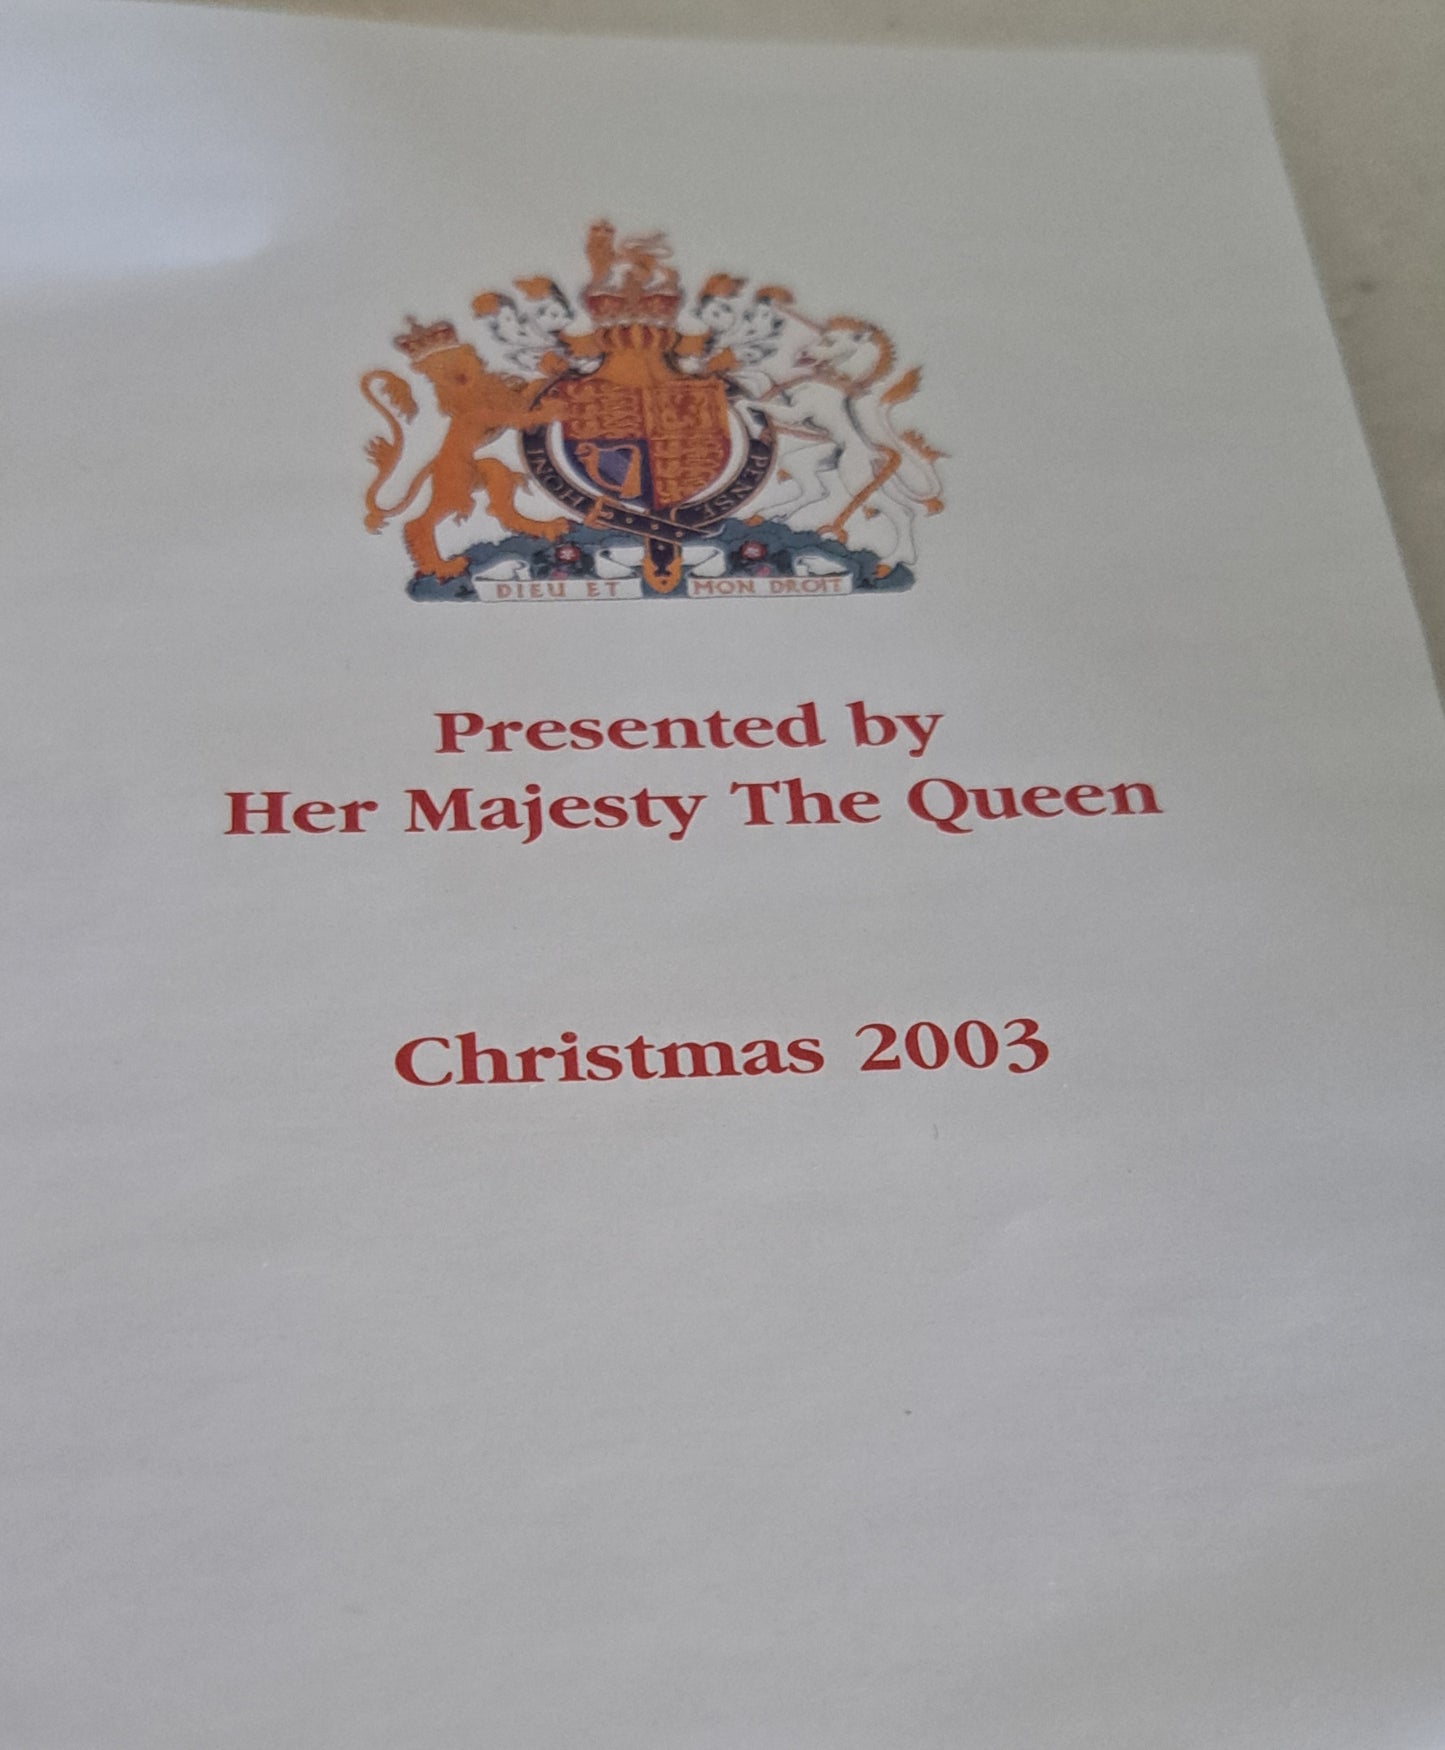 HONI
PENSE
DIEU ET MON DROIT
Presented by
Her Majesty The Queen
Christmas 2003